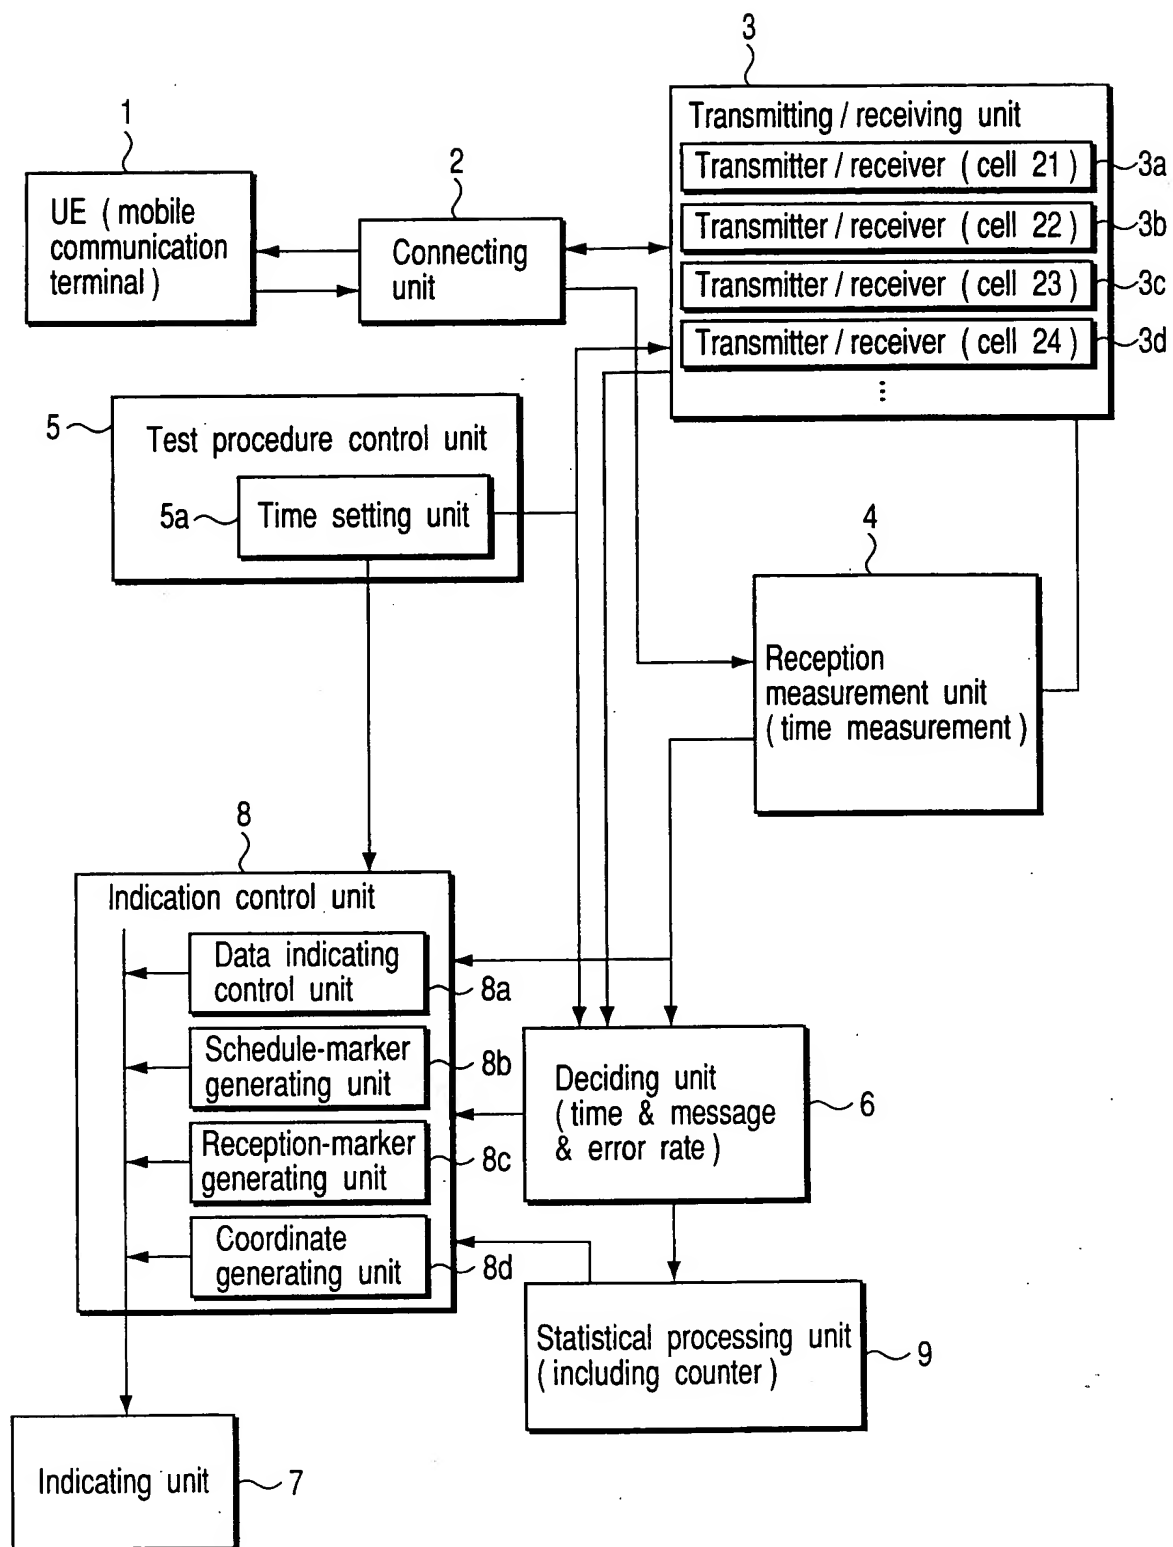 3
Transmitting / receiving unit
Transmitter / receiver ( cell 21 )
3a
Transmitter / receiver ( cell 22 )
3b
Transmitter / receiver ( cell 23 )
3c
Transmitter / receiver ( cell 24 )
3d
...
1
UE ( mobile
communication
terminal )
2
Connecting
unit
5
Test procedure control unit
5a
Time setting unit
4
Reception
measurement unit
( time measurement )
8
Indication control unit
Data indicating
control unit
8a
Schedule-marker
generating unit
8b
Reception-marker
generating unit
8c
Coordinate
generating unit
8d
Deciding unit
( time & message
& error rate )
6
Statistical processing unit
( including counter )
9
Indicating unit
7